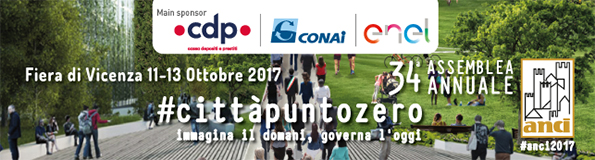 Main sponsor
cdp
cassa depositi e prestiti
CONAI
enel
Fiera di Vicenza 11-13 Ottobre 2017
34ª ASSEMBLEA
ANNUALE
#cittàpuntozero
immagina il domani, governa l'oggi
anci
#anci2017